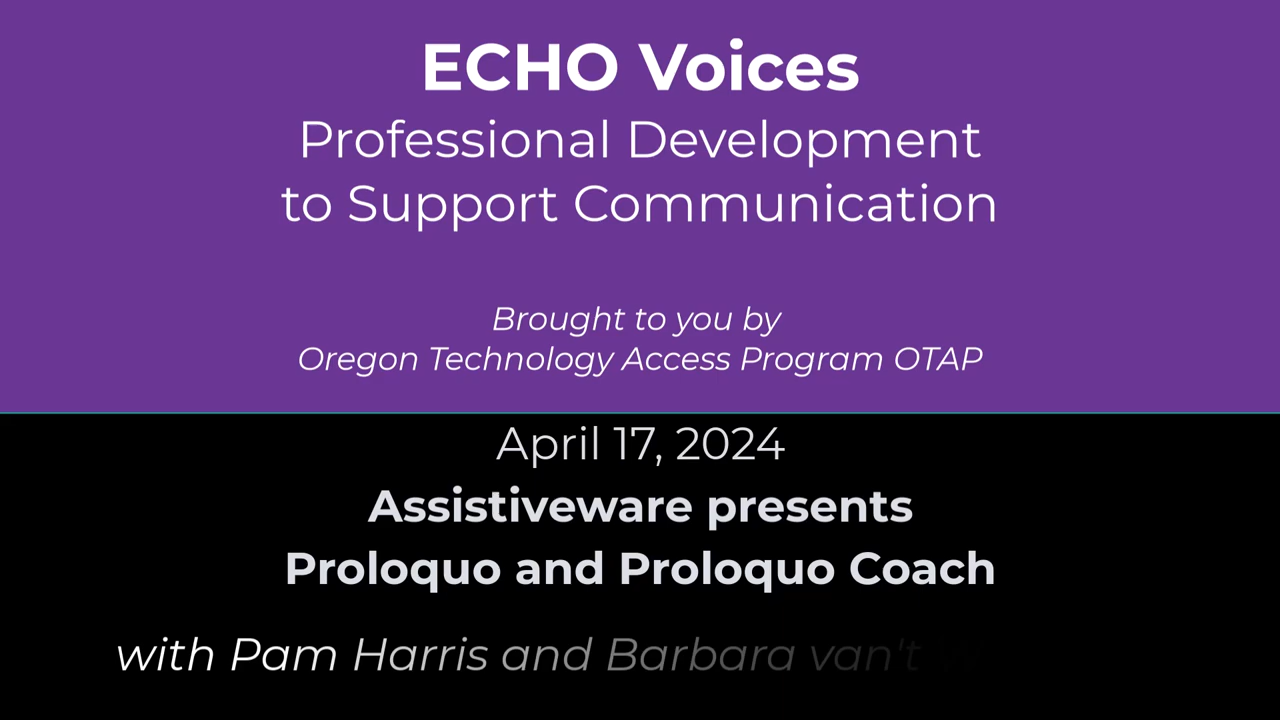 ECHO Voices
Professional Development
to Support Communication
Brought to you by
Oregon Technology Access Program OTAP
April 17, 2024
Assistiveware presents
Proloquo and Proloquo Coach
with Pam Harris and Barbara van't